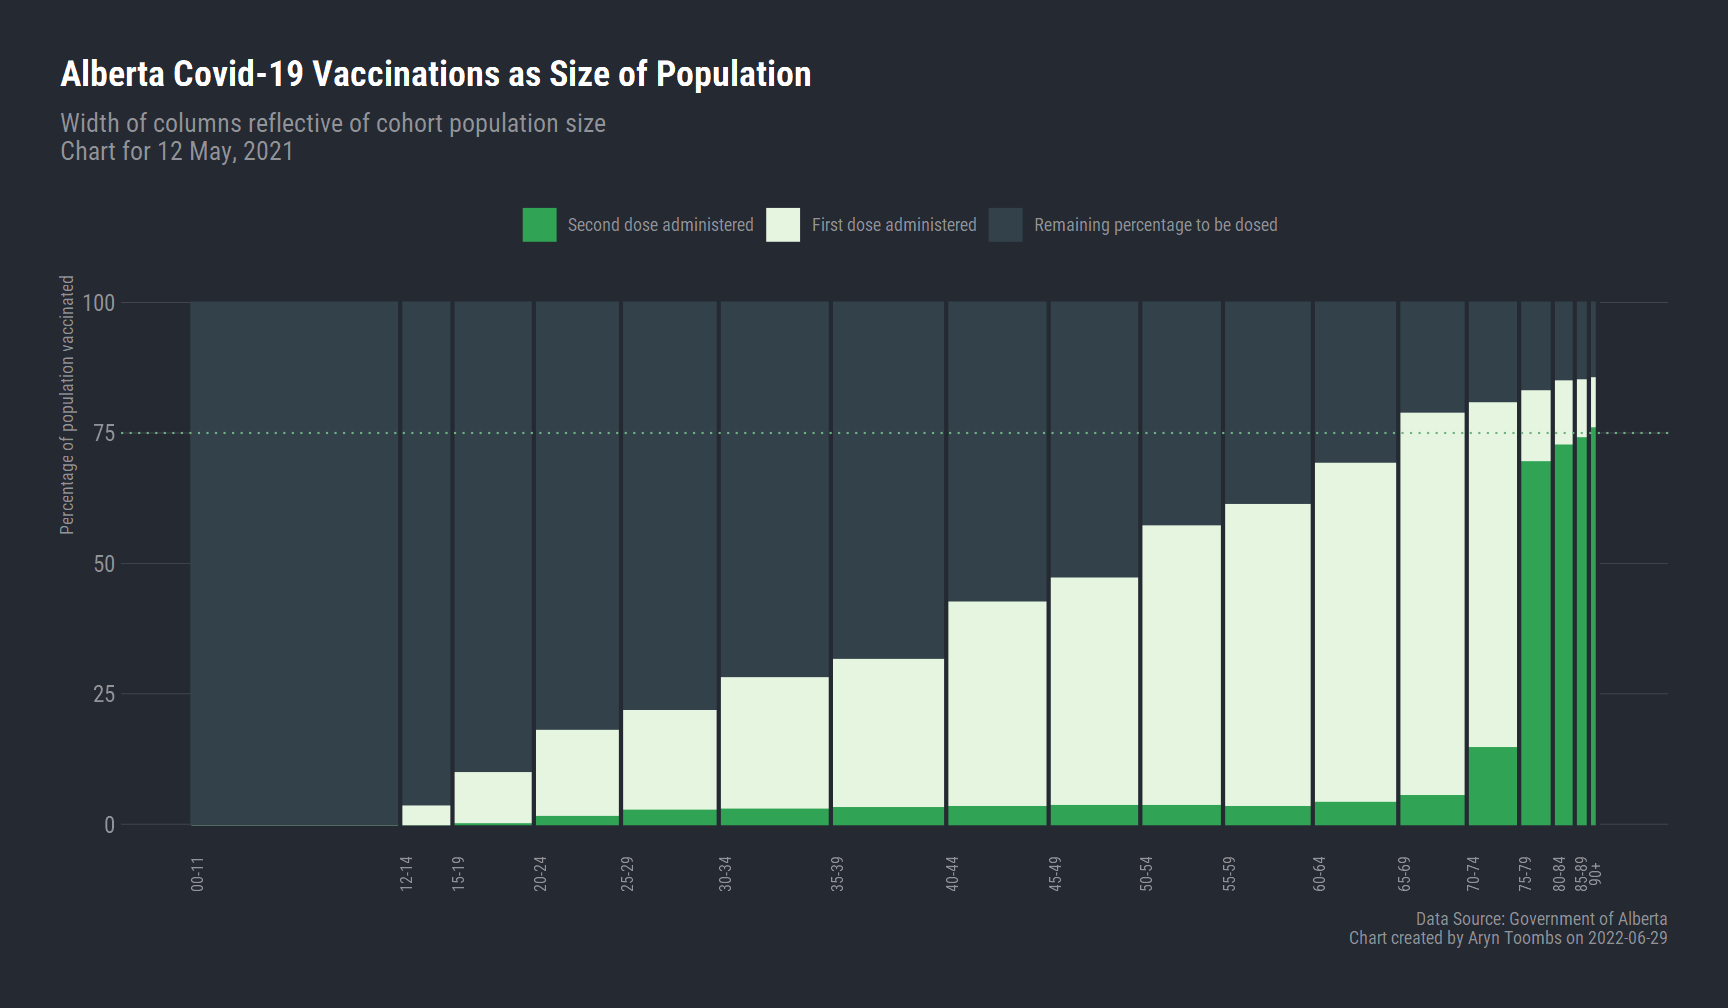 Alberta Covid-19 Vaccinations as Size of Population
Width of columns reflective of cohort population size
Chart for 12 May, 2021
Second dose administered
First dose administered
Remaining percentage to be dosed
Percentage of population vaccinated
100
75
50
25
0
00-11
12-14
15-19
20-24
25-29
30-34
35-39
40-44
45-49
50-54
55-59
60-64
65-69
70-74
75-79
80-84
85-89
90+
Data Source: Government of Alberta
Chart created by Aryn Toombs on 2022-06-29